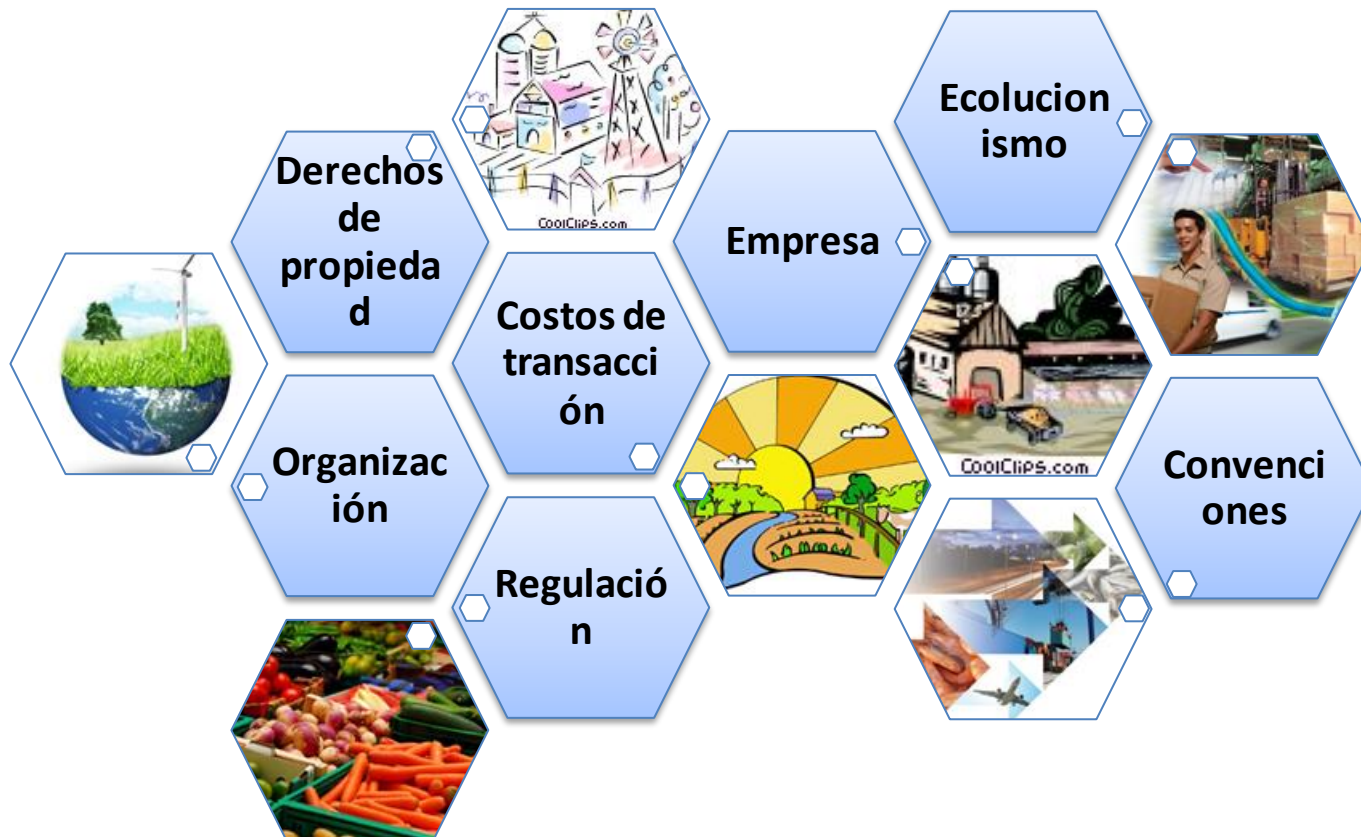 Derechos
de
propieda
d
CoolClips.com
Costos de
transacci
ón
Organizac
ión
Regulació
n
Empresa
Ecolucion
ismo
CoolClips.com
Convenci
ones